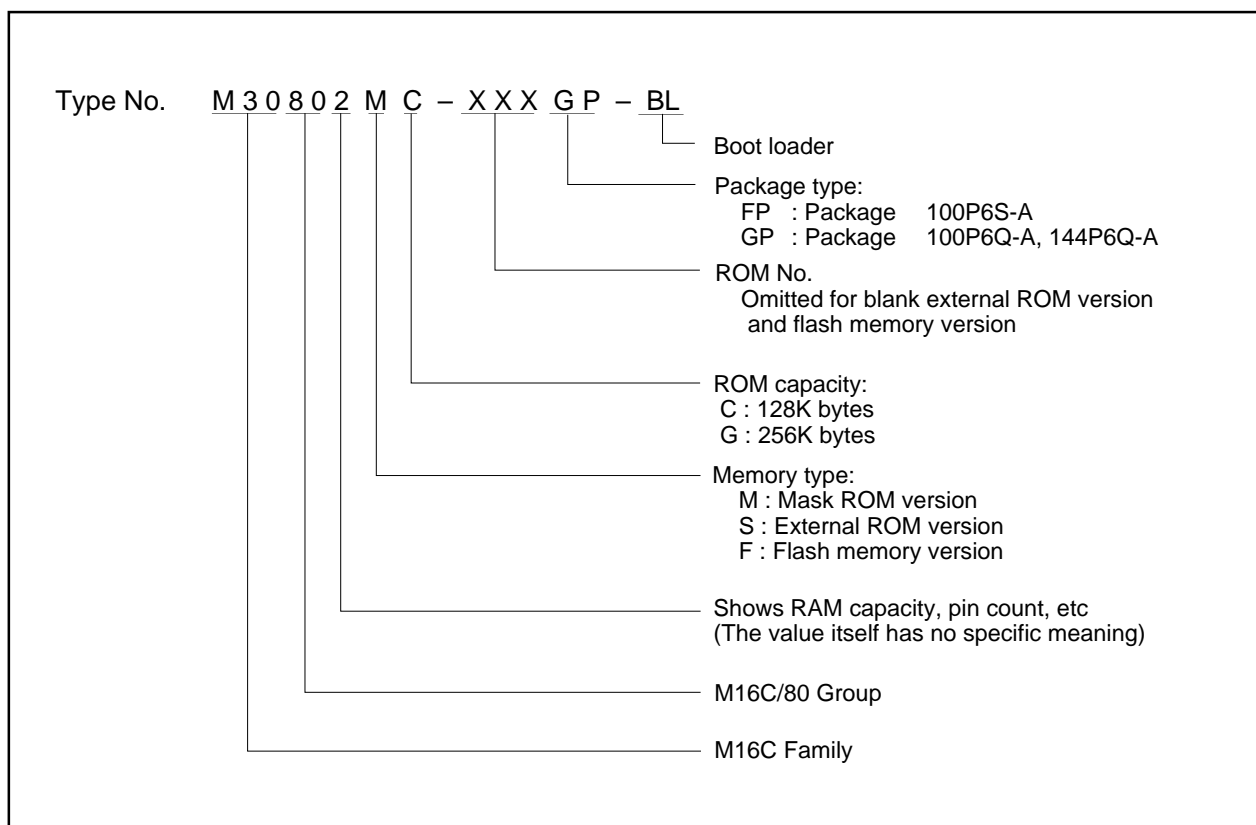 Type No. M 3 0 8 0 2 M C – X X X G P – BL
Boot loader
Package type:
FP : Package 100P6S-A
GP : Package 100P6Q-A, 144P6Q-A
ROM No.
Omitted for blank external ROM version
and flash memory version
ROM capacity:
C : 128K bytes
G : 256K bytes
Memory type:
M : Mask ROM version
S : External ROM version
F : Flash memory version
Shows RAM capacity, pin count, etc
(The value itself has no specific meaning)
M16C/80 Group
M16C Family